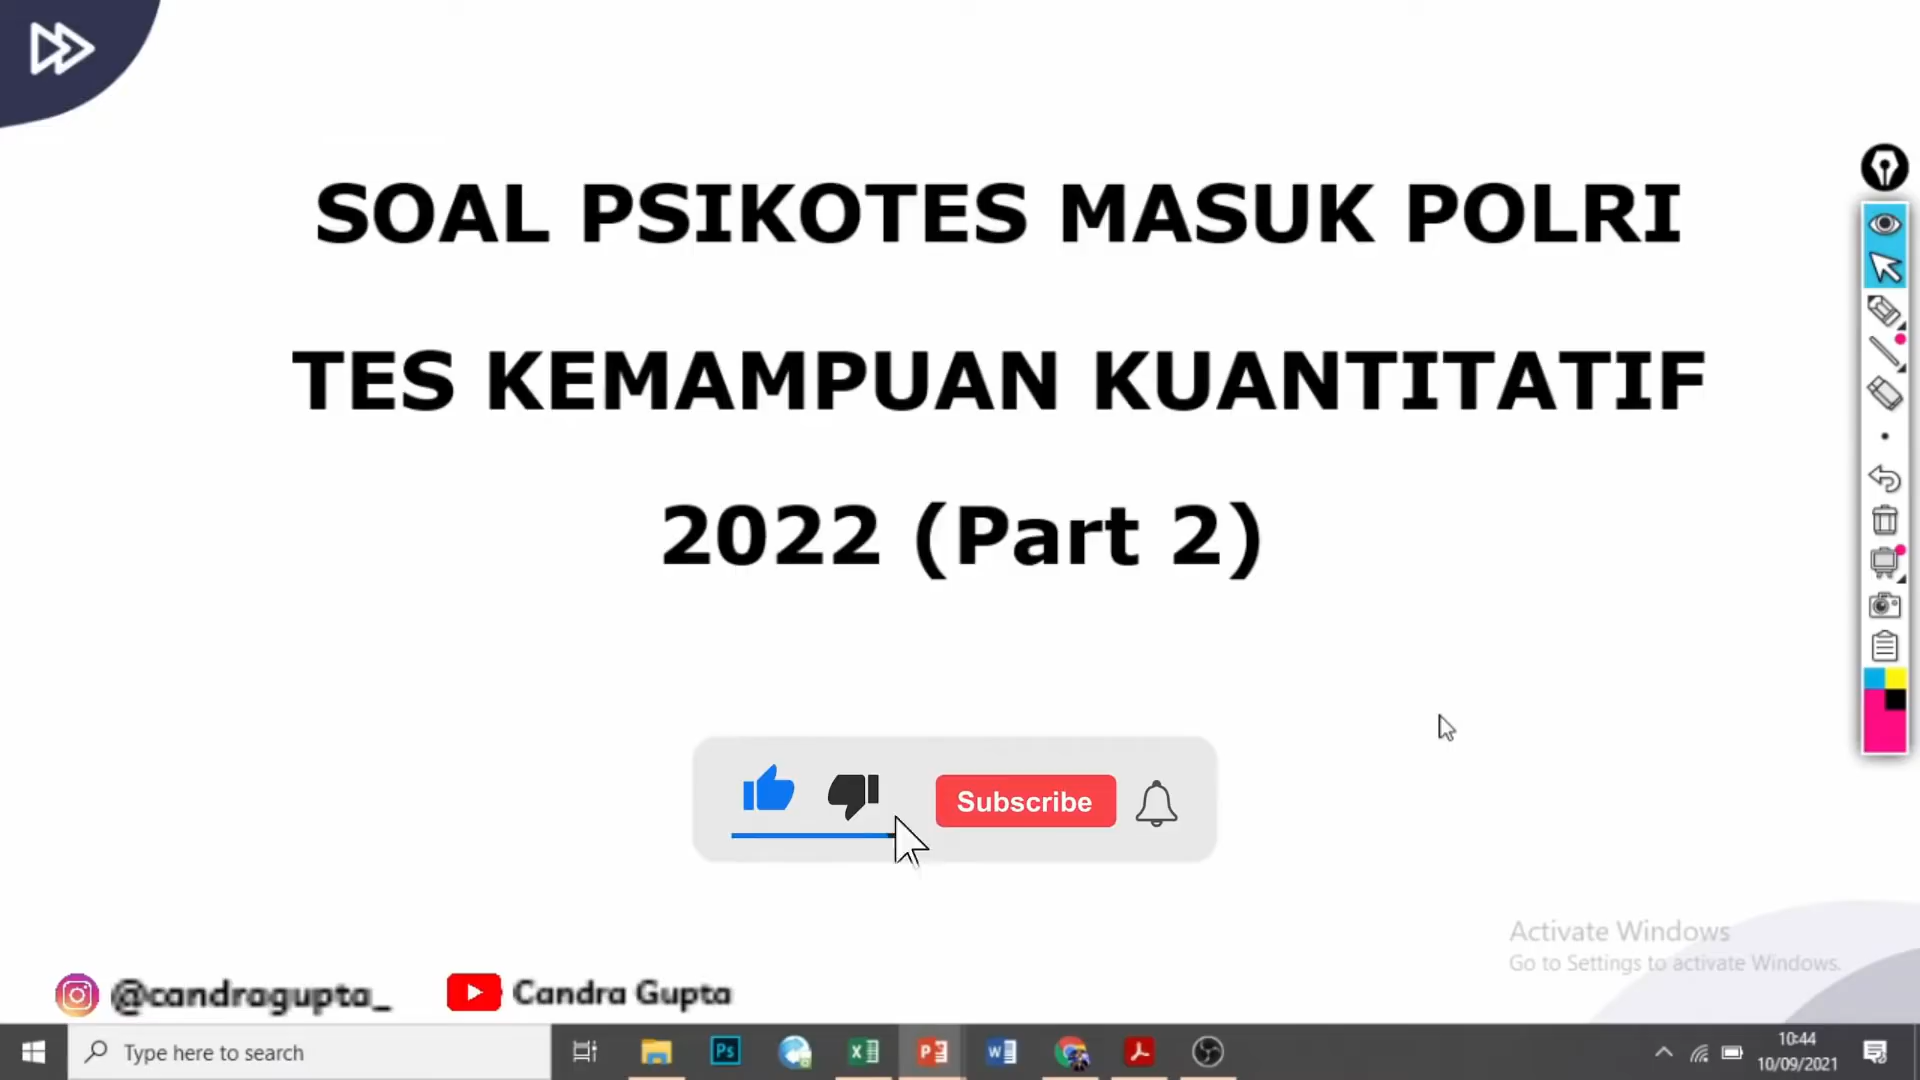 SOAL PSIKOTES MASUK POLRI
TES KEMAMPUAN KUANTITATIF
2022 (Part 2)
Subscribe
Activate Windows
Go to Settings to activate Windows.
@candragupta_ Candra Gupta
Type here to search
Ps
10:44
10/09/2021